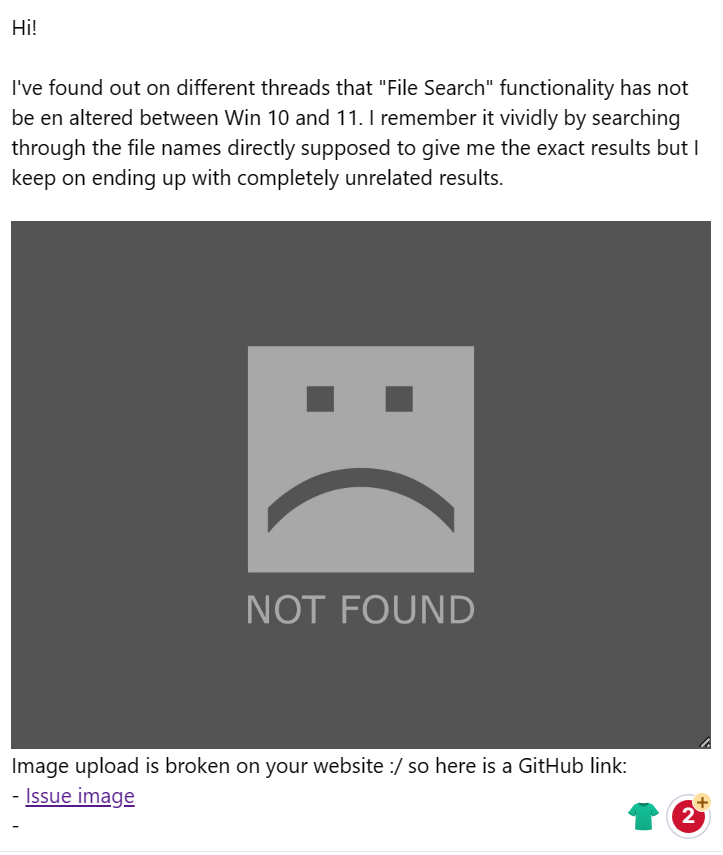 Hi!
I've found out on different threads that "File Search" functionality has not
be en altered between Win 10 and 11. I remember it vividly by searching
through the file names directly supposed to give me the exact results but I
keep on ending up with completely unrelated results.
NOT FOUND
Image upload is broken on your website :/ so here is a GitHub link:
- Issue image
-
2
+